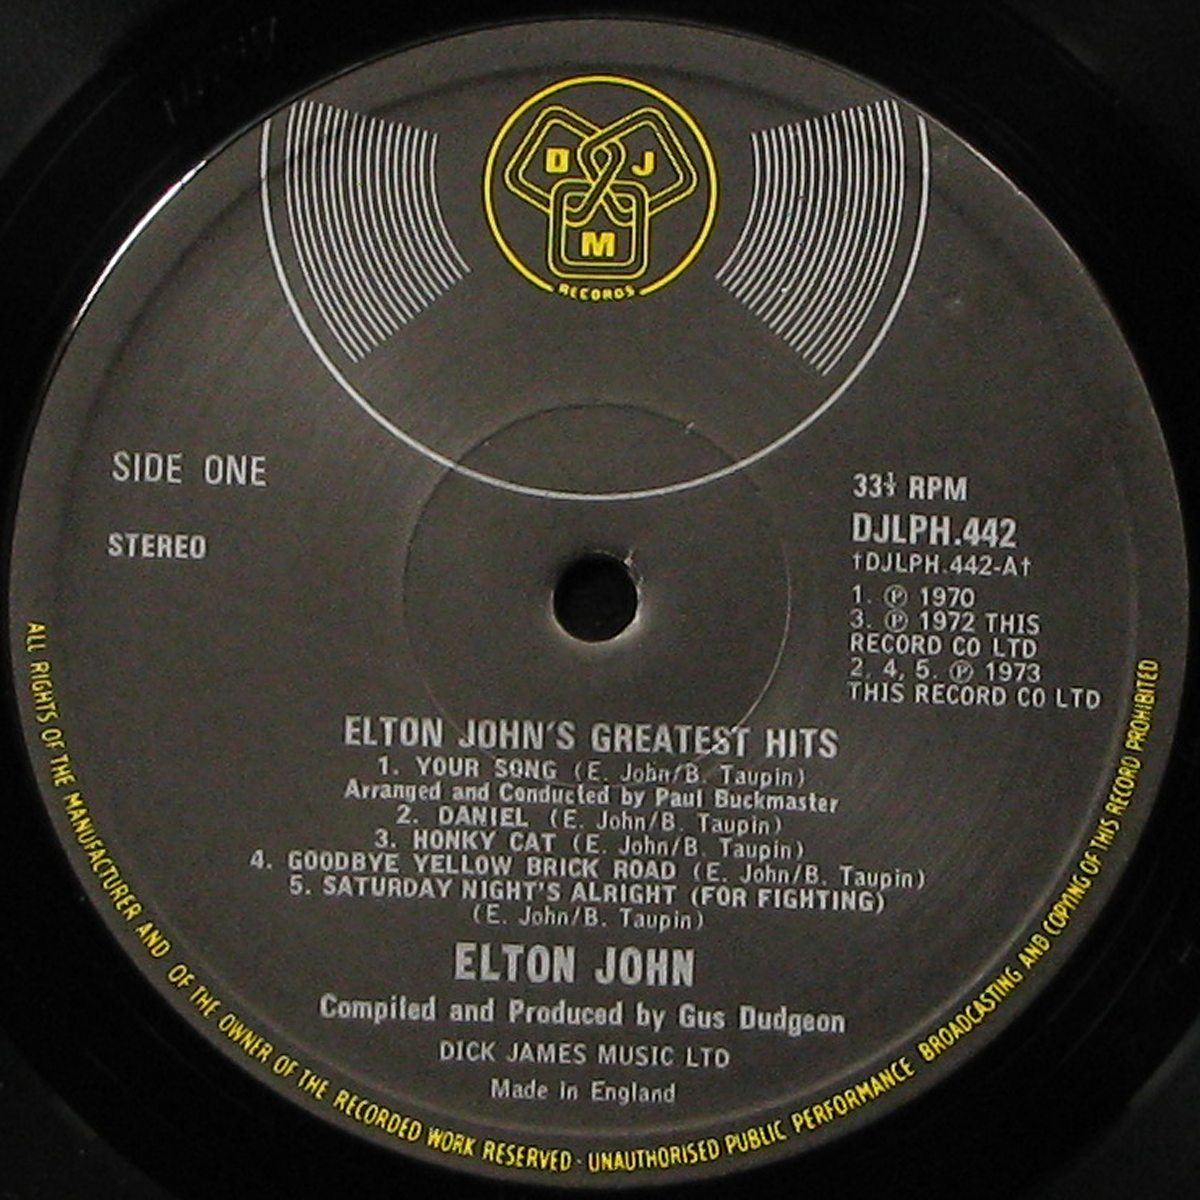 D J
M
RECORDS
SIDE ONE
STEREO
33⅓ RPM
DJLPH.442
†DJLPH.442-A†
1. ℗ 1970
3. ℗ 1972 THIS
RECORD CO LTD
2, 4, 5. ℗ 1973
THIS RECORD CO LTD
ELTON JOHN'S GREATEST HITS
1. YOUR SONG (E. John/B. Taupin)
Arranged and Conducted by Paul Buckmaster
2. DANIEL (E. John/B. Taupin)
3. HONKY CAT (E. John/B. Taupin)
4. GOODBYE YELLOW BRICK ROAD (E. John/B. Taupin)
5. SATURDAY NIGHT'S ALRIGHT (FOR FIGHTING)
(E. John/B. Taupin)
ELTON JOHN
Compiled and Produced by Gus Dudgeon
DICK JAMES MUSIC LTD
Made in England
ALL RIGHTS OF THE MANUFACTURER AND OF THE OWNER OF THE RECORDED WORK RESERVED · UNAUTHORISED PUBLIC PERFORMANCE BROADCASTING AND COPYING OF THIS RECORD PROHIBITED